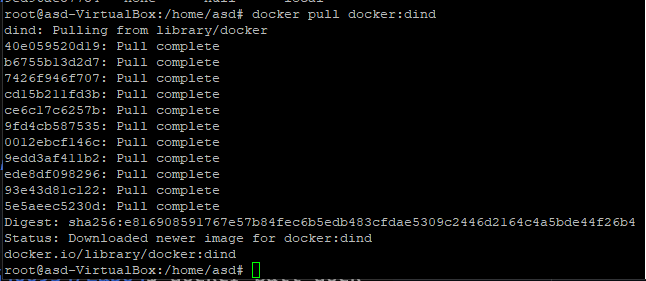 root@asd-VirtualBox:/home/asd# docker pull docker:dind
dind: Pulling from library/docker
40e059520d19: Pull complete
b6755b13d2d7: Pull complete
7426f946f707: Pull complete
cd15b211fd3b: Pull complete
ce6c17c6257b: Pull complete
9fd4cb587535: Pull complete
0012ebcf146c: Pull complete
9edd3af411b2: Pull complete
ede8df098296: Pull complete
93e43d81c122: Pull complete
5e5aeec5230d: Pull complete
Digest: sha256:e816908591767e57b84fec6b5edb483cfdae5309c2446d2164c4a5bde44f26b4
Status: Downloaded newer image for docker:dind
docker.io/library/docker:dind
root@asd-VirtualBox:/home/asd#